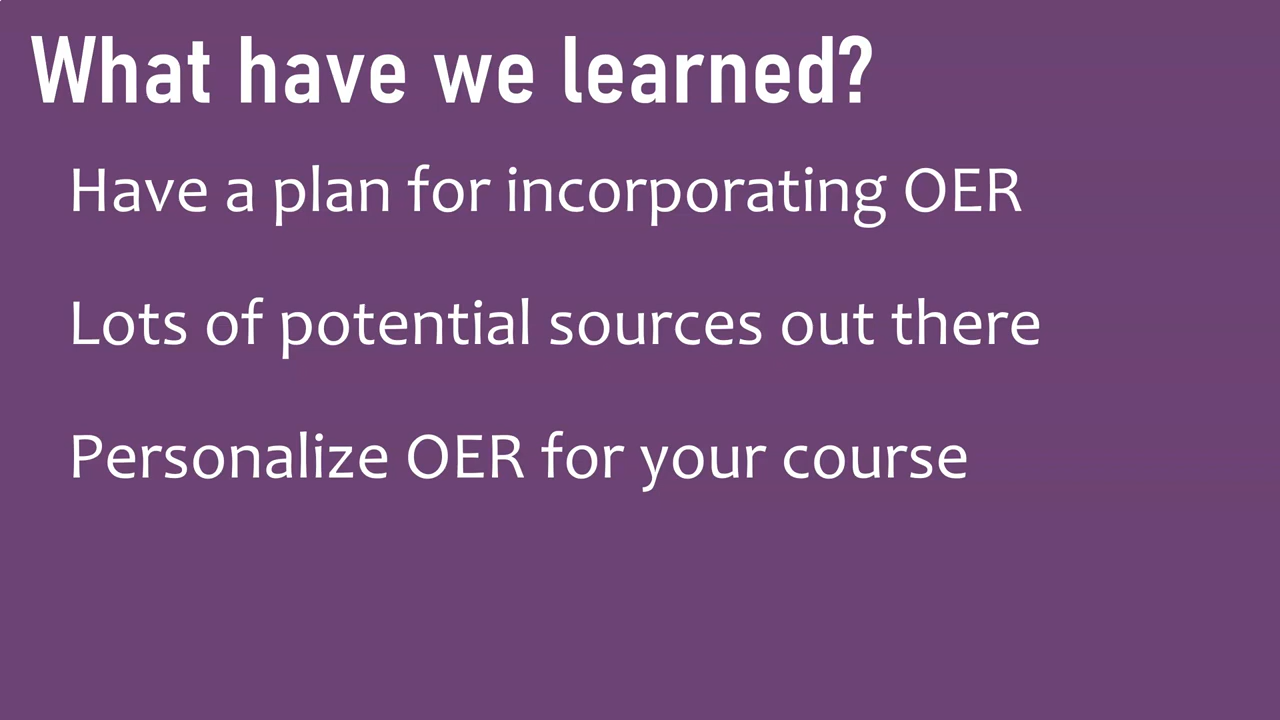 What have we learned?
Have a plan for incorporating OER
Lots of potential sources out there
Personalize OER for your course